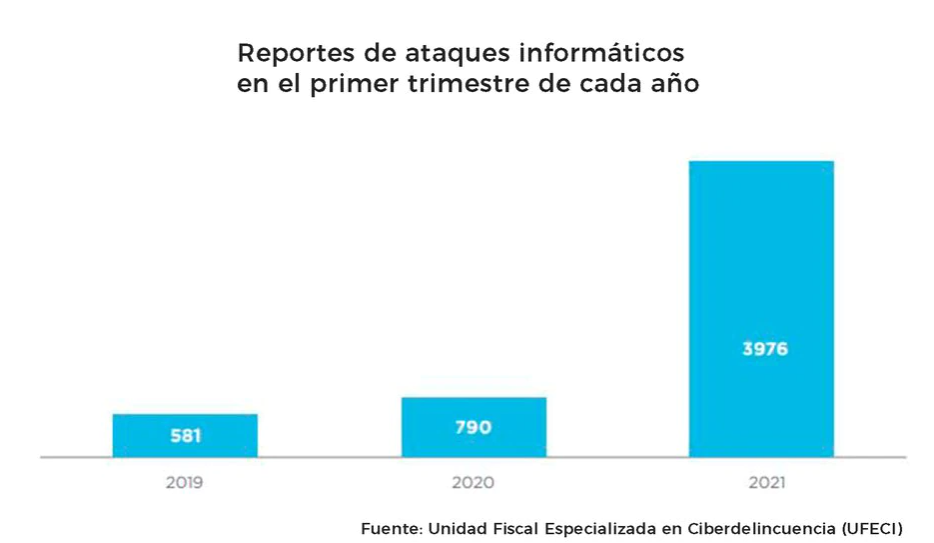 Reportes de ataques informáticos
en el primer trimestre de cada año
3976
581
790
2019
2020
2021
Fuente: Unidad Fiscal Especializada en Ciberdelincuencia (UFECI)